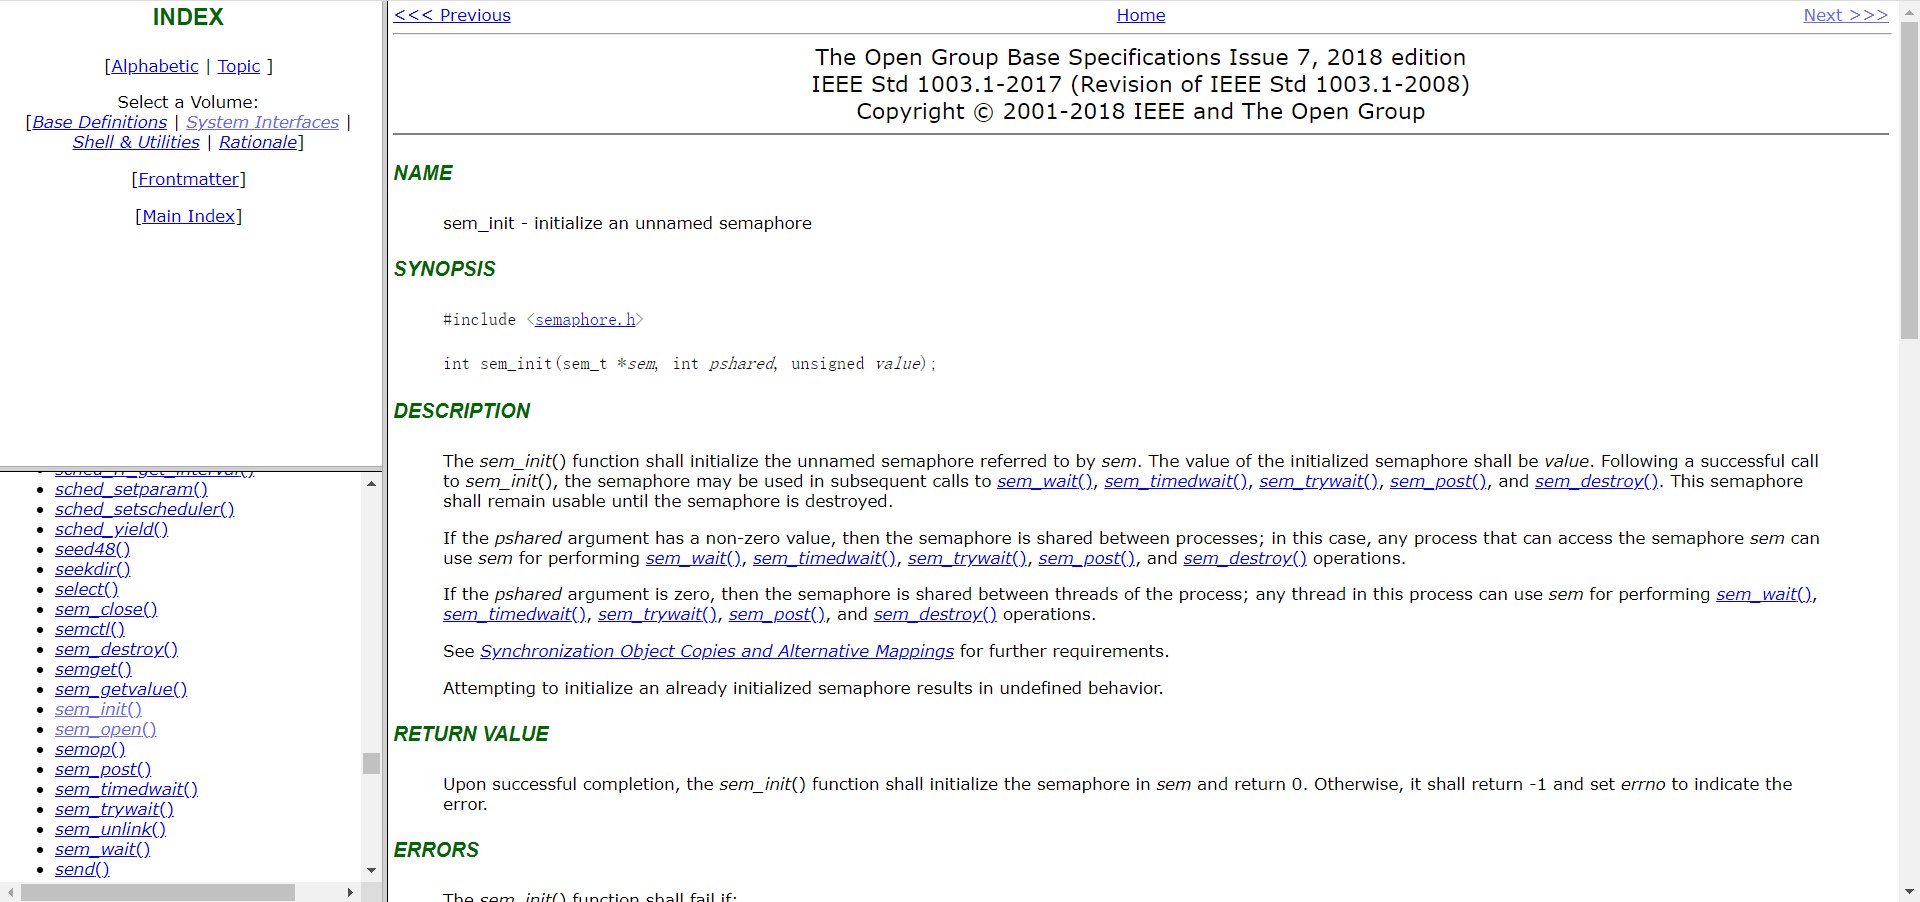 INDEX
[Alphabetic | Topic ]
Select a Volume:
[Base Definitions | System Interfaces |
Shell & Utilities | Rationale]
[Frontmatter]
[Main Index]
sched_rr_get_interval()
sched_setparam()
sched_setscheduler()
sched_yield()
seed48()
seekdir()
select()
sem_close()
semctl()
sem_destroy()
semget()
sem_getvalue()
sem_init()
sem_open()
semop()
sem_post()
sem_timedwait()
sem_trywait()
sem_unlink()
sem_wait()
send()
<<< Previous
Home
Next >>>
The Open Group Base Specifications Issue 7, 2018 edition
IEEE Std 1003.1-2017 (Revision of IEEE Std 1003.1-2008)
Copyright © 2001-2018 IEEE and The Open Group
NAME
sem_init - initialize an unnamed semaphore
SYNOPSIS
#include <semaphore.h>
int sem_init(sem_t *sem, int pshared, unsigned value);
DESCRIPTION
The sem_init() function shall initialize the unnamed semaphore referred to by sem. The value of the initialized semaphore shall be value. Following a successful call
to sem_init(), the semaphore may be used in subsequent calls to sem_wait(), sem_timedwait(), sem_trywait(), sem_post(), and sem_destroy(). This semaphore
shall remain usable until the semaphore is destroyed.
If the pshared argument has a non-zero value, then the semaphore is shared between processes; in this case, any process that can access the semaphore sem can
use sem for performing sem_wait(), sem_timedwait(), sem_trywait(), sem_post(), and sem_destroy() operations.
If the pshared argument is zero, then the semaphore is shared between threads of the process; any thread in this process can use sem for performing sem_wait(),
sem_timedwait(), sem_trywait(), sem_post(), and sem_destroy() operations.
See Synchronization Object Copies and Alternative Mappings for further requirements.
Attempting to initialize an already initialized semaphore results in undefined behavior.
RETURN VALUE
Upon successful completion, the sem_init() function shall initialize the semaphore in sem and return 0. Otherwise, it shall return -1 and set errno to indicate the
error.
ERRORS
The sem_init() function shall fail if: